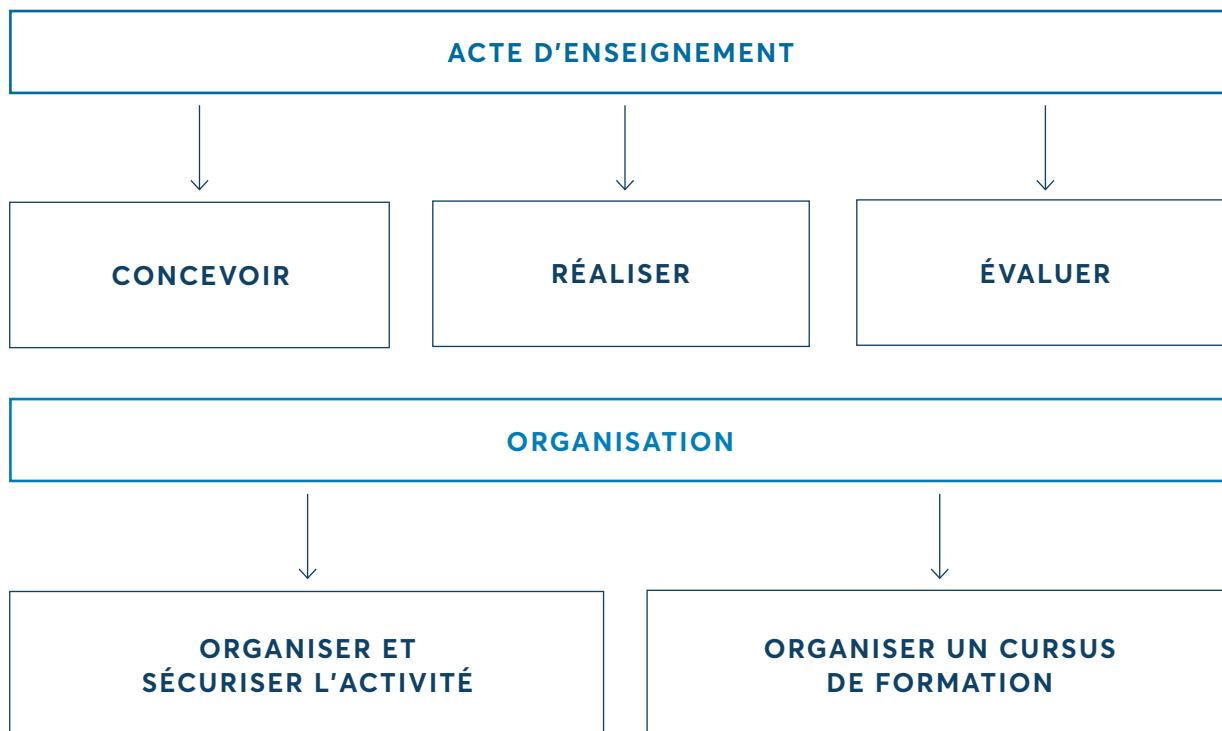 ACTE D'ENSEIGNEMENT
CONCEVOIR
RÉALISER
ÉVALUER
ORGANISATION
ORGANISER ET
SÉCURISER L'ACTIVITÉ
ORGANISER UN CURSUS
DE FORMATION